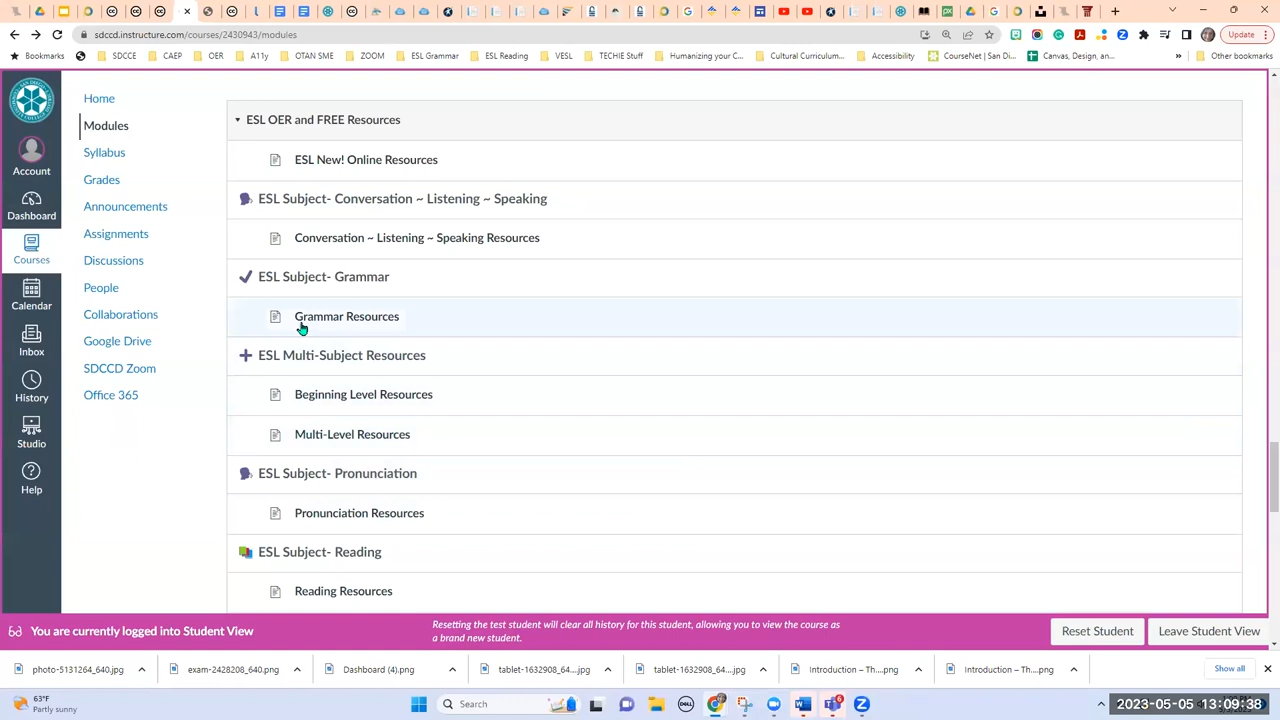 sdccd.instructure.com/courses/2430943/modules
Update
Bookmarks
SDCCE
CAEP
OER
A11y
OTAN SME
ZOOM
ESL Grammar
ESL Reading
VESL
TECHIE Stuff
Humanizing your C...
Cultural Curriculum...
Accessibility
CourseNet | San Di...
Canvas, Design, an...
»
Other bookmarks
Account
Dashboard
Courses
Calendar
Inbox
History
Studio
Help
Home
Modules
Syllabus
Grades
Announcements
Assignments
Discussions
People
Collaborations
Google Drive
SDCCD Zoom
Office 365
ESL OER and FREE Resources
ESL New! Online Resources
ESL Subject- Conversation ~ Listening ~ Speaking
Conversation ~ Listening ~ Speaking Resources
ESL Subject- Grammar
Grammar Resources
ESL Multi-Subject Resources
Beginning Level Resources
Multi-Level Resources
ESL Subject- Pronunciation
Pronunciation Resources
ESL Subject- Reading
Reading Resources
You are currently logged into Student View
Resetting the test student will clear all history for this student, allowing you to view the course as
a brand new student.
Reset Student
Leave Student View
photo-5131264_640.jpg
exam-2428208_640.png
Dashboard (4).png
tablet-1632908_64....jpg
tablet-1632908_64....jpg
Introduction – Th....png
Introduction – Th....png
Show all
63°F
Partly sunny
Search
2023-05-05 13:09:38